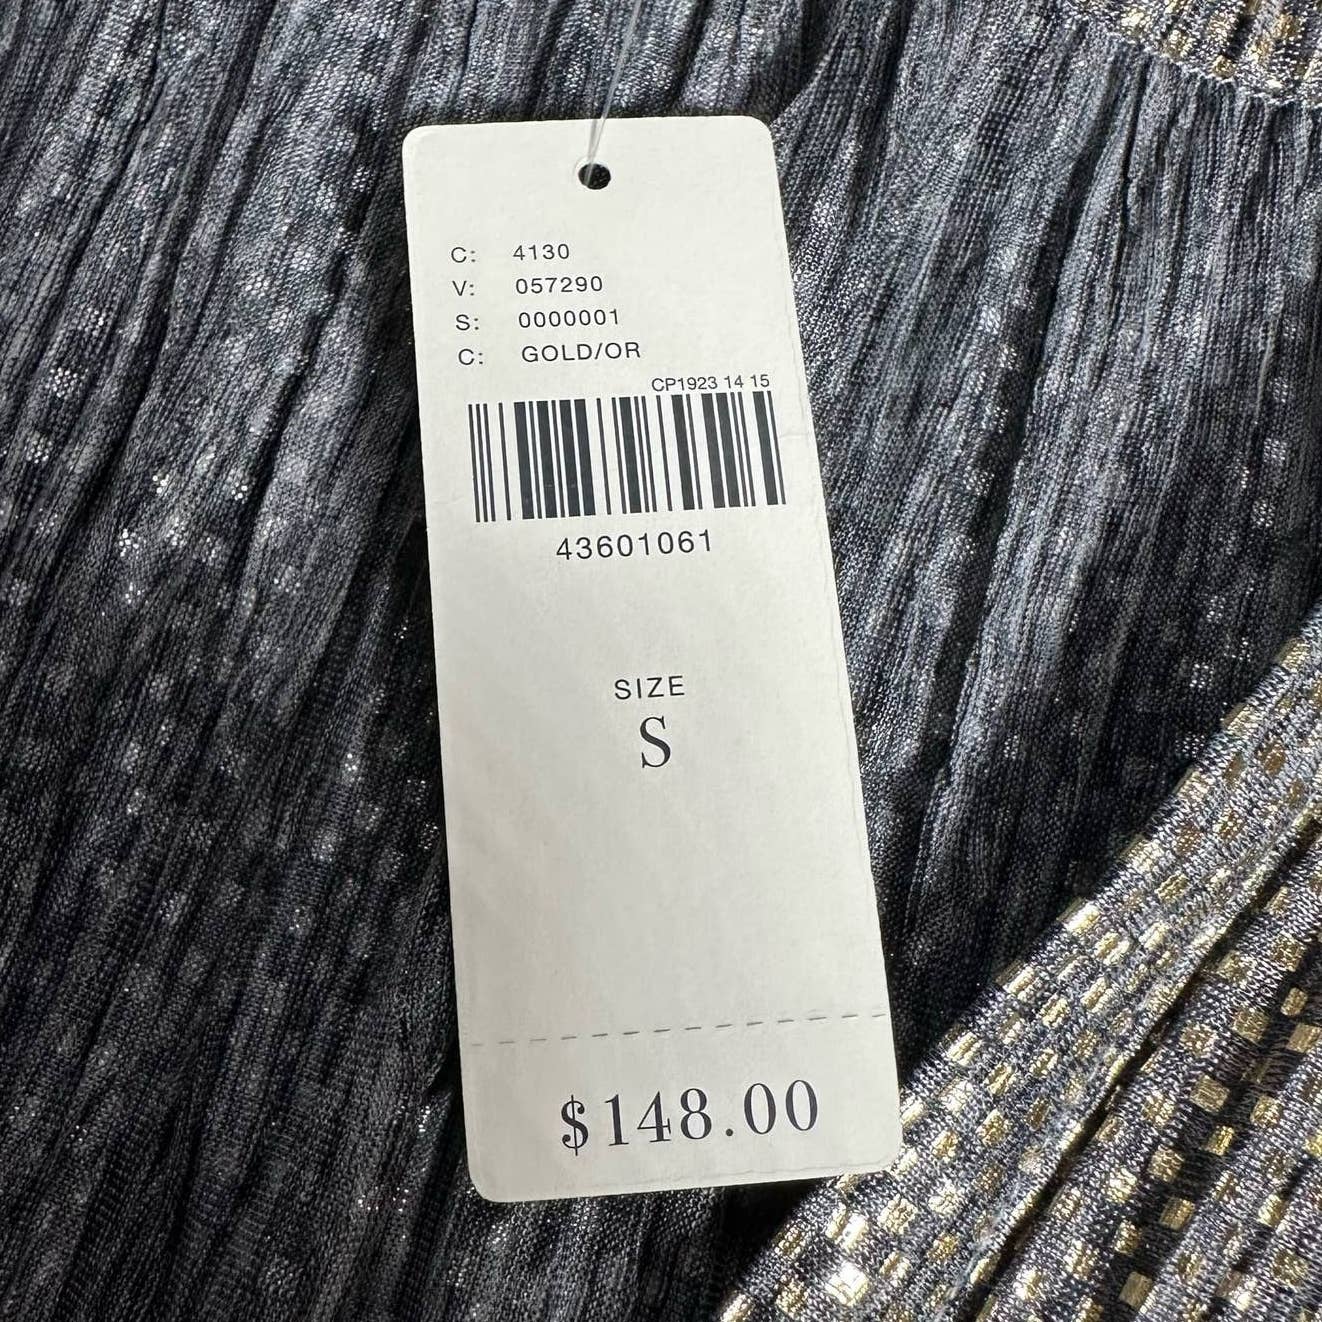 C: 4130
V: 057290
S: 0000001
C: GOLD/OR
CP1923 14 15
43601061
SIZE
S
$148.00